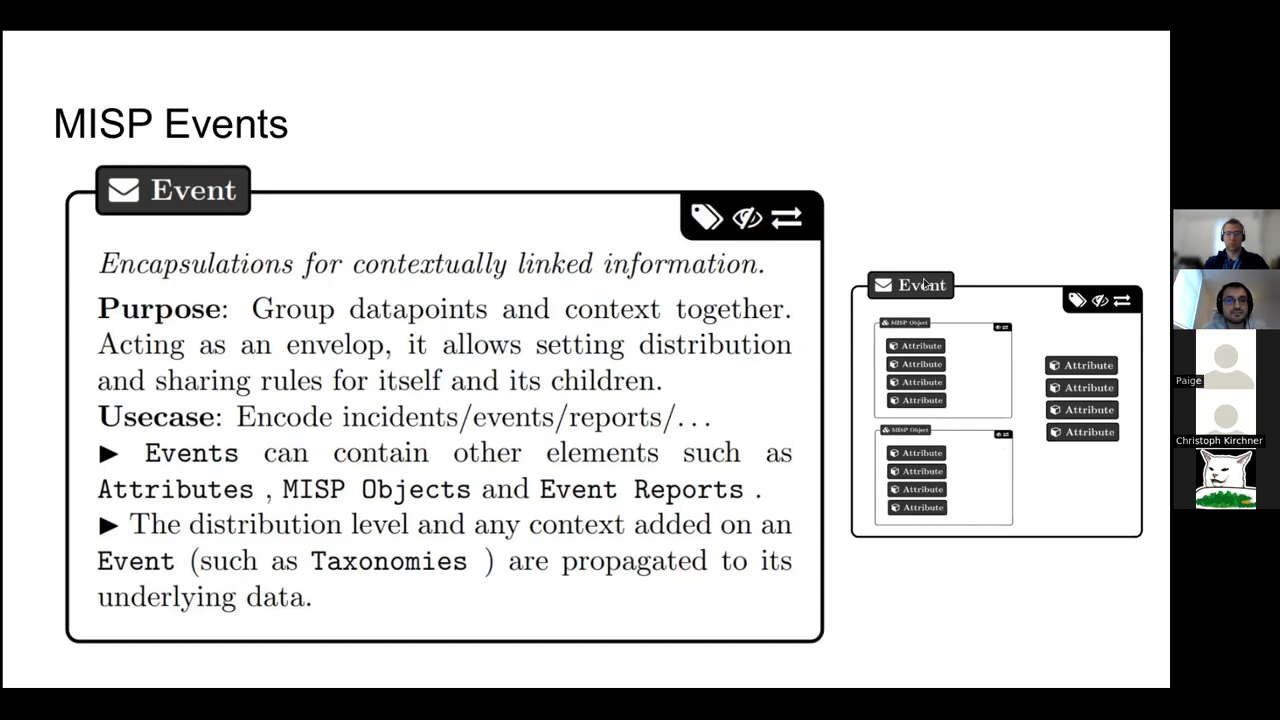 MISP Events
Event
Encapsulations for contextually linked information.
Purpose: Group datapoints and context together.
Acting as an envelop, it allows setting distribution
and sharing rules for itself and its children.
Usecase: Encode incidents/events/reports/...
▶ Events can contain other elements such as
Attributes , MISP Objects and Event Reports .
▶ The distribution level and any context added on an
Event (such as Taxonomies ) are propagated to its
underlying data.
Event
MISP Object
Attribute
Attribute
Attribute
Attribute
MISP Object
Attribute
Attribute
Attribute
Attribute
Attribute
Attribute
Attribute
Attribute
Paige
Christoph Kirchner